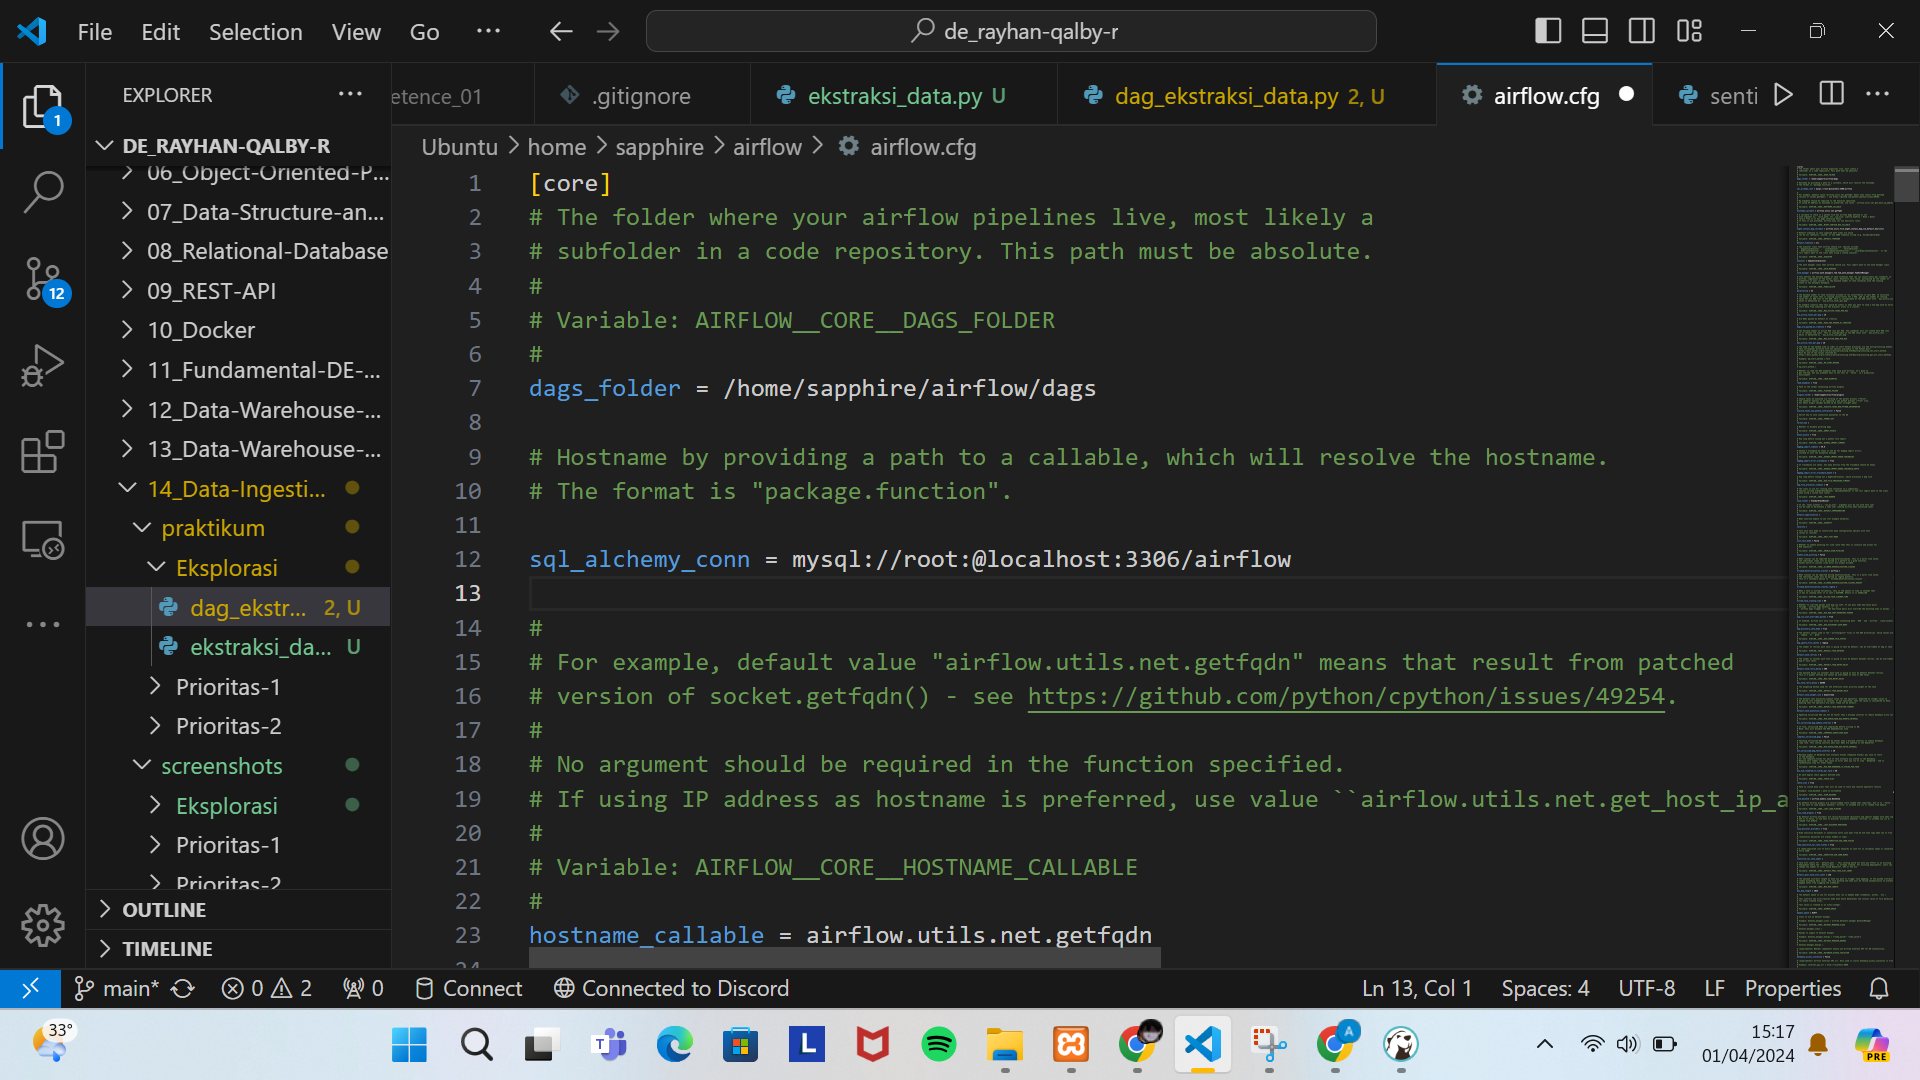 File Edit Selection View Go
de_rayhan-qalby-r
EXPLORER
etence_01
.gitignore
ekstraksi_data.py U
dag_ekstraksi_data.py 2, U
airflow.cfg
senti
DE_RAYHAN-QALBY-R
Ubuntu > home > sapphire > airflow > airflow.cfg
1
06_Object-Oriented-P...
07_Data-Structure-an...
08_Relational-Database
09_REST-API
10_Docker
11_Fundamental-DE-...
12_Data-Warehouse-...
13_Data-Warehouse-...
14_Data-Ingesti...
praktikum
Eksplorasi
dag_ekstr... 2, U
ekstraksi_da... U
Prioritas-1
Prioritas-2
screenshots
Eksplorasi
Prioritas-1
Prioritas-2
OUTLINE
TIMELINE
12
1 [core]
2 # The folder where your airflow pipelines live, most likely a
3 # subfolder in a code repository. This path must be absolute.
4 #
5 # Variable: AIRFLOW__CORE__DAGS_FOLDER
6 #
7 dags_folder = /home/sapphire/airflow/dags
8
9 # Hostname by providing a path to a callable, which will resolve the hostname.
10 # The format is "package.function".
11
12 sql_alchemy_conn = mysql://root:@localhost:3306/airflow
13
14 #
15 # For example, default value "airflow.utils.net.getfqdn" means that result from patched
16 # version of socket.getfqdn() - see https://github.com/python/cpython/issues/49254.
17 #
18 # No argument should be required in the function specified.
19 # If using IP address as hostname is preferred, use value ``airflow.utils.net.get_host_ip_a
20 #
21 # Variable: AIRFLOW__CORE__HOSTNAME_CALLABLE
22 #
23 hostname_callable = airflow.utils.net.getfqdn
24
main* 0 2 0 Connect Connected to Discord
Ln 13, Col 1 Spaces: 4 UTF-8 LF Properties
33°
L
A
15:17
01/04/2024
PRE